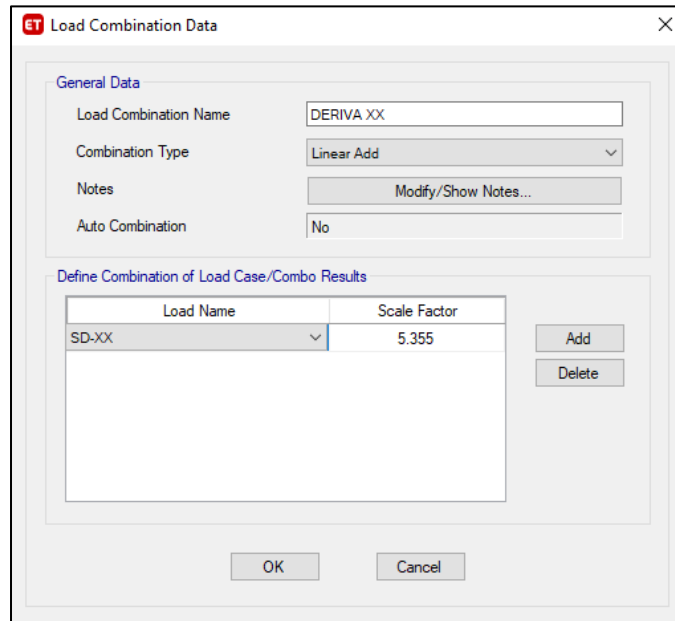 ET Load Combination Data
General Data
Load Combination Name DERIVA XX
Combination Type Linear Add
Notes Modify/Show Notes...
Auto Combination No
Define Combination of Load Case/Combo Results
Load Name Scale Factor
SD-XX 5.355 Add
Delete
OK Cancel